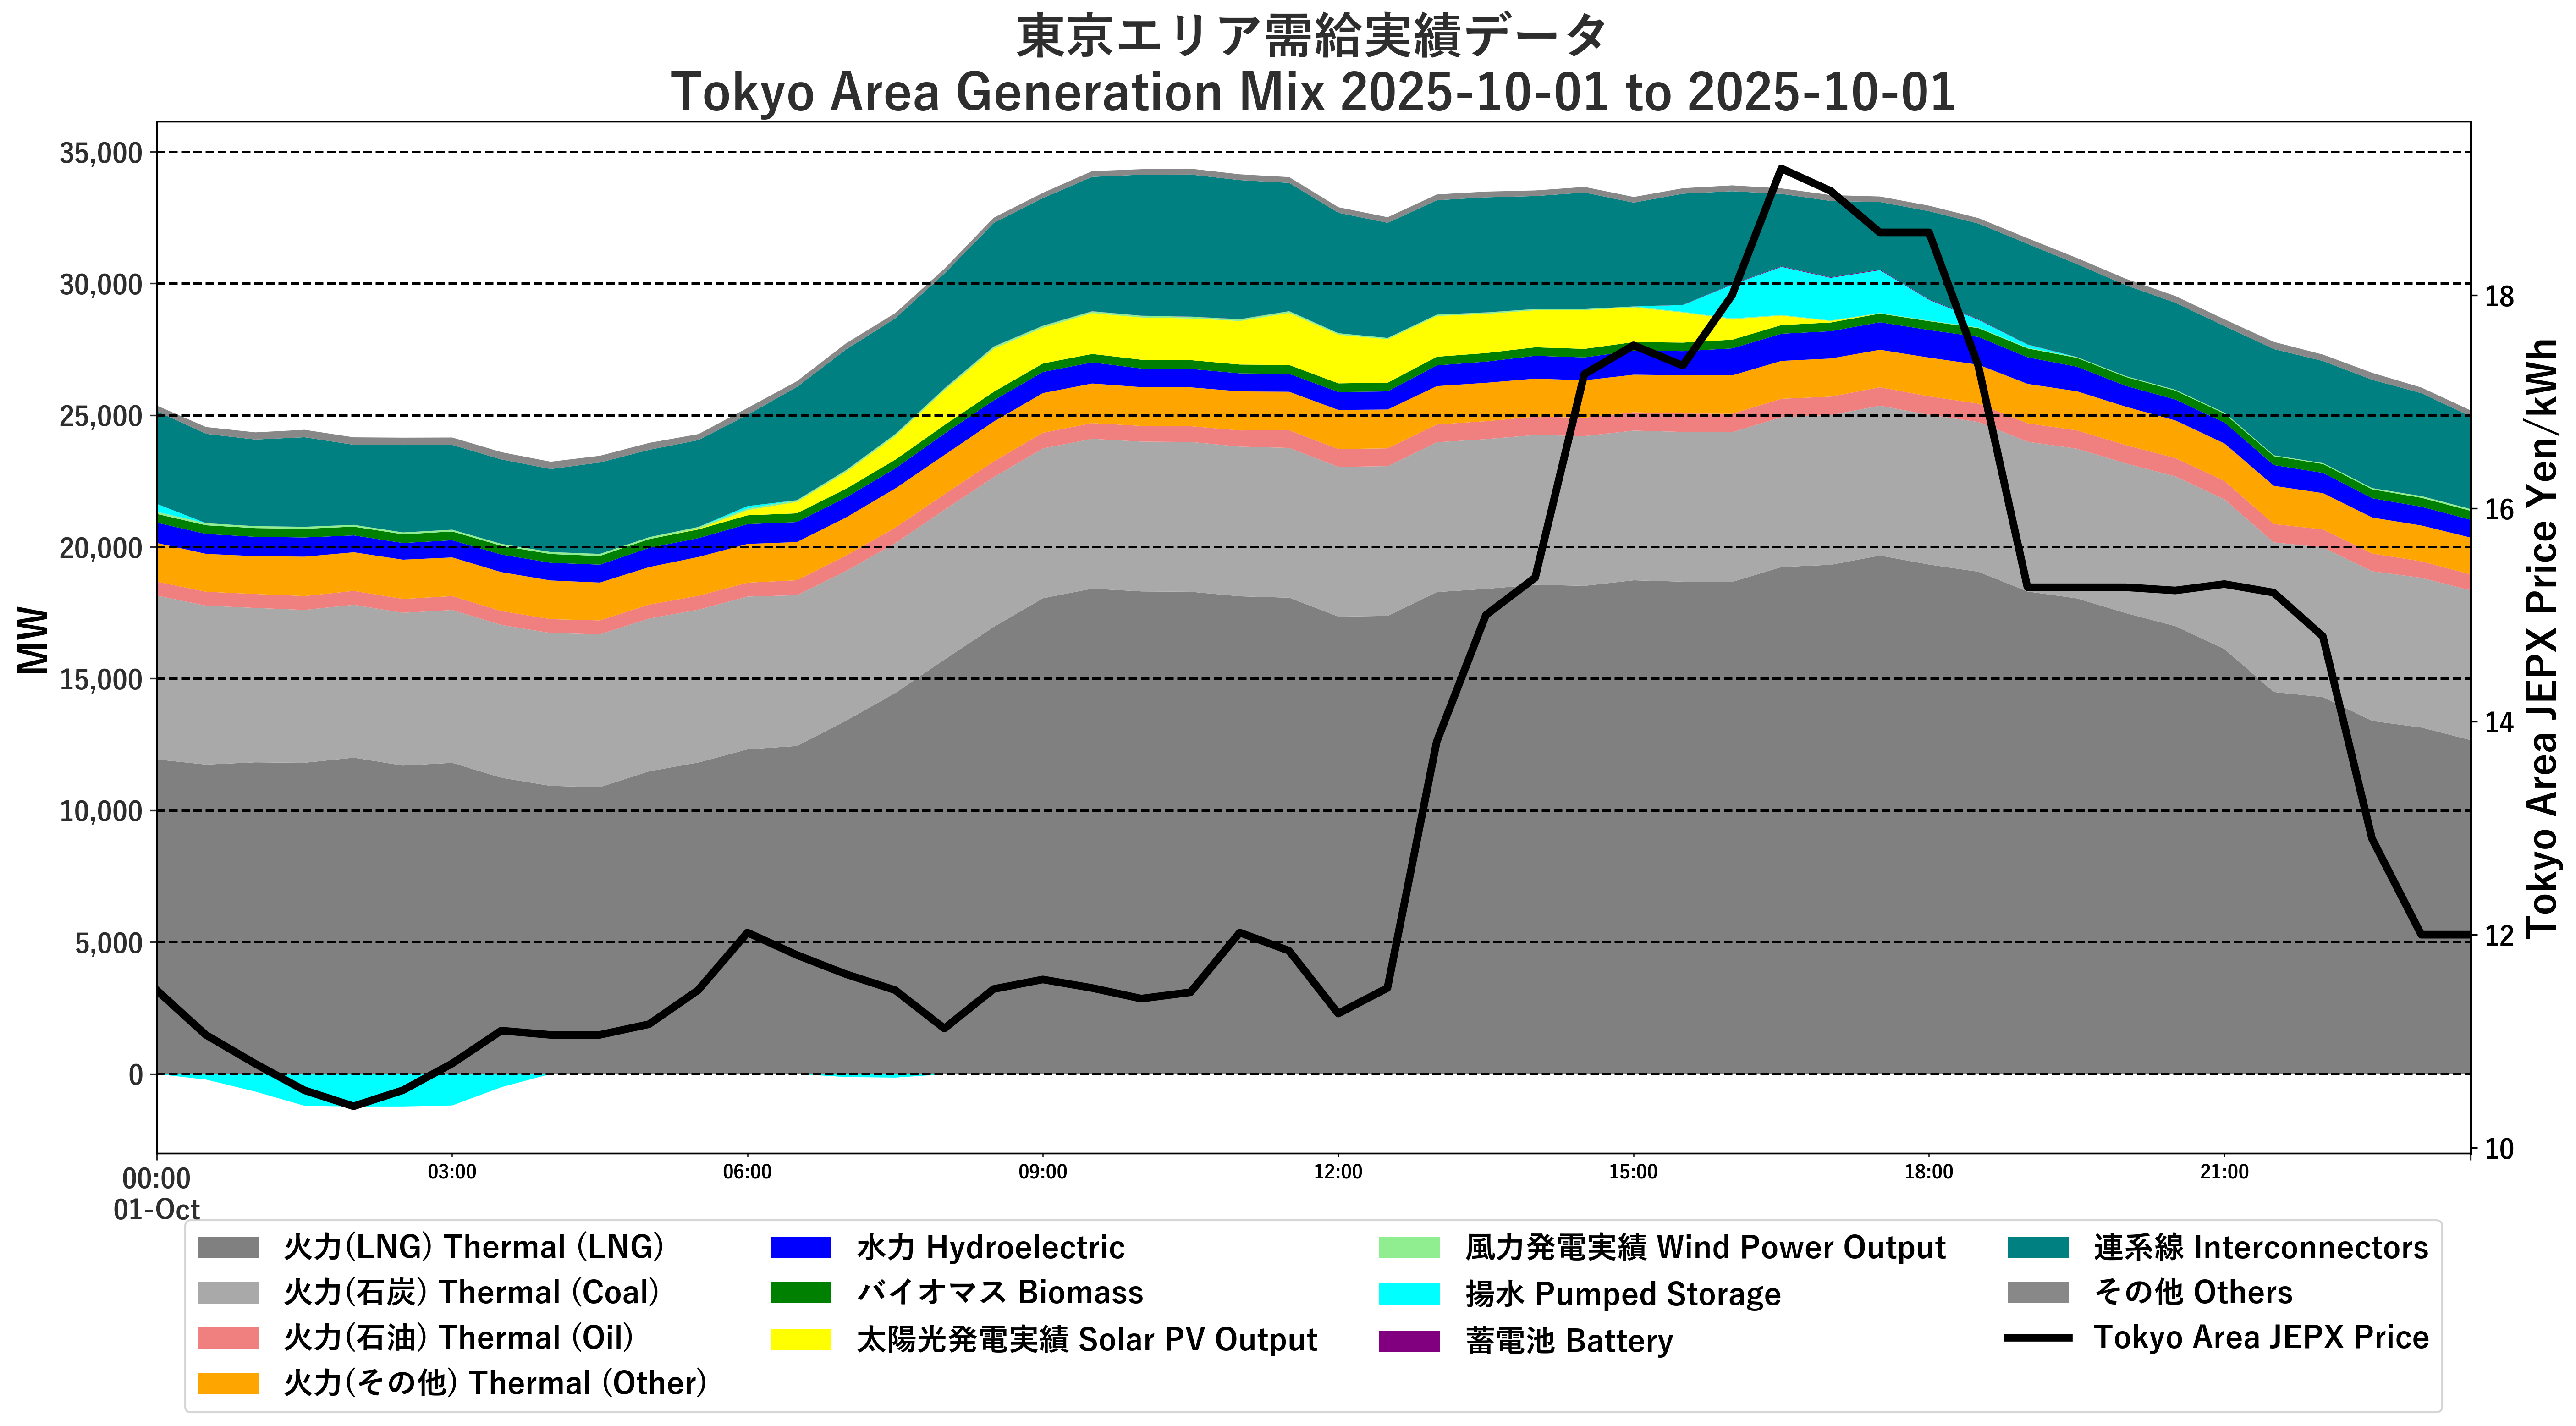 東京エリア需給実績データ
Tokyo Area Generation Mix 2025-10-01 to 2025-10-01
35,000
30,000
25,000
20,000
15,000
10,000
5,000
0
MW
18
16
14
12
10
Tokyo Area JEPX Price Yen/kWh
00:00
01-Oct
03:00
06:00
09:00
12:00
15:00
18:00
21:00
火力(LNG) Thermal (LNG)
火力(石炭) Thermal (Coal)
火力(石油) Thermal (Oil)
火力(その他) Thermal (Other)
水力 Hydroelectric
バイオマス Biomass
太陽光発電実績 Solar PV Output
風力発電実績 Wind Power Output
揚水 Pumped Storage
蓄電池 Battery
連系線 Interconnectors
その他 Others
Tokyo Area JEPX Price